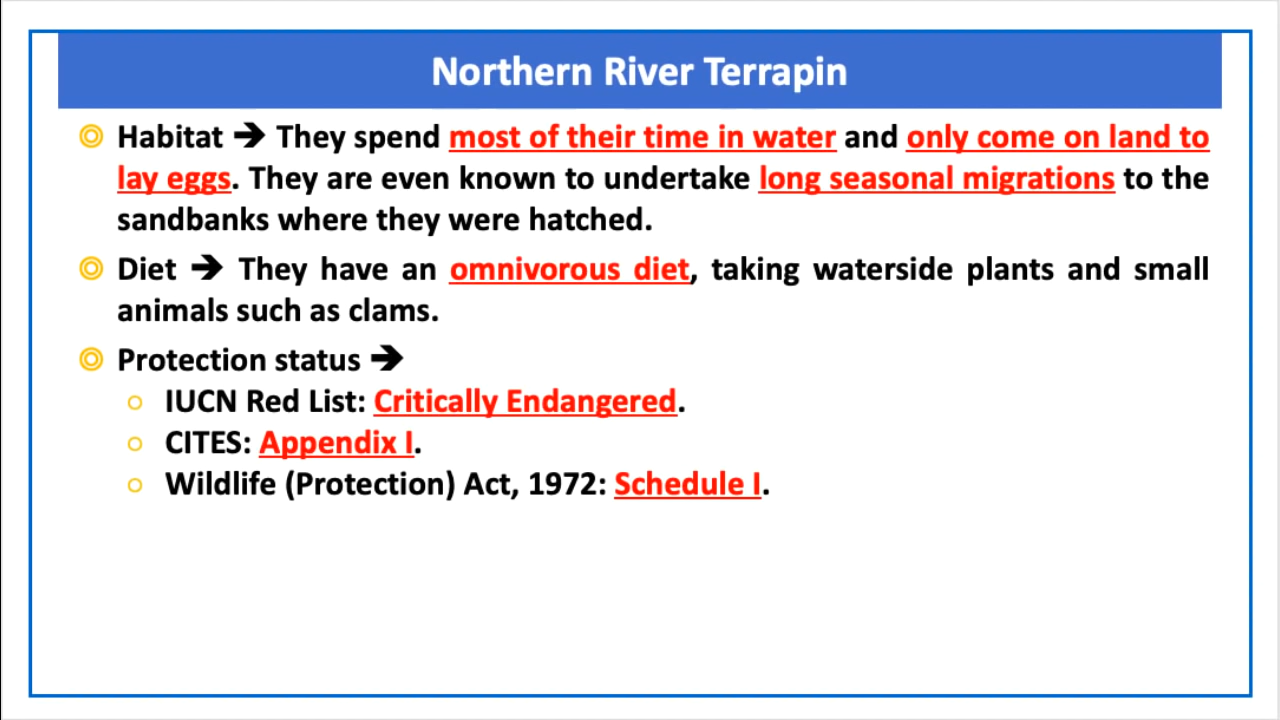 Northern River Terrapin
Habitat ➔ They spend most of their time in water and only come on land to
lay eggs. They are even known to undertake long seasonal migrations to the
sandbanks where they were hatched.
Diet ➔ They have an omnivorous diet, taking waterside plants and small
animals such as clams.
Protection status ➔
IUCN Red List: Critically Endangered.
CITES: Appendix I.
Wildlife (Protection) Act, 1972: Schedule I.